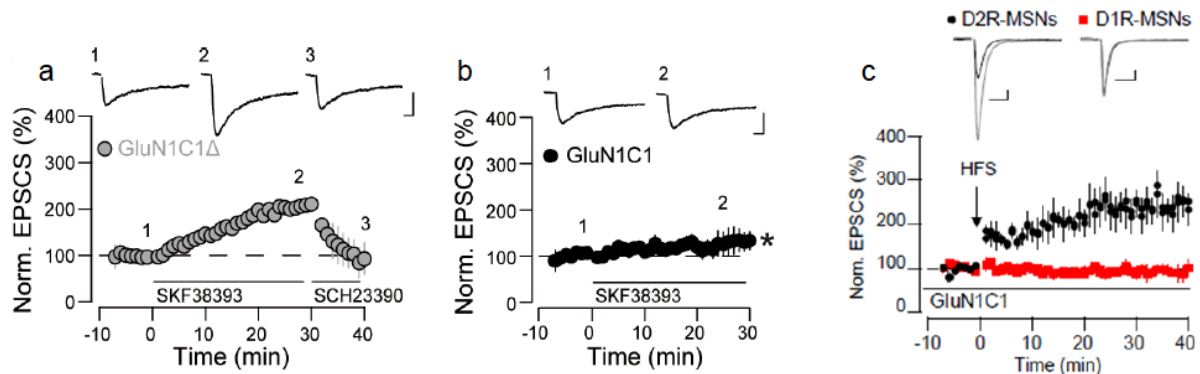 a
1 2 3
Norm. EPSCS (%)
400
300
200
100
0
GluN1C1Δ
1
2
3
SKF38393
SCH23390
-10 0 10 20 30 40
Time (min)
b
1 2
Norm. EPSCS (%)
400
300
200
100
0
GluN1C1
1
2
*
SKF38393
-10 0 10 20 30
Time (min)
c
D2R-MSNs D1R-MSNs
Nom. EPSCS (%)
400
300
200
100
0
HFS
GluN1C1
-10 0 10 20 30 40
Time (min)